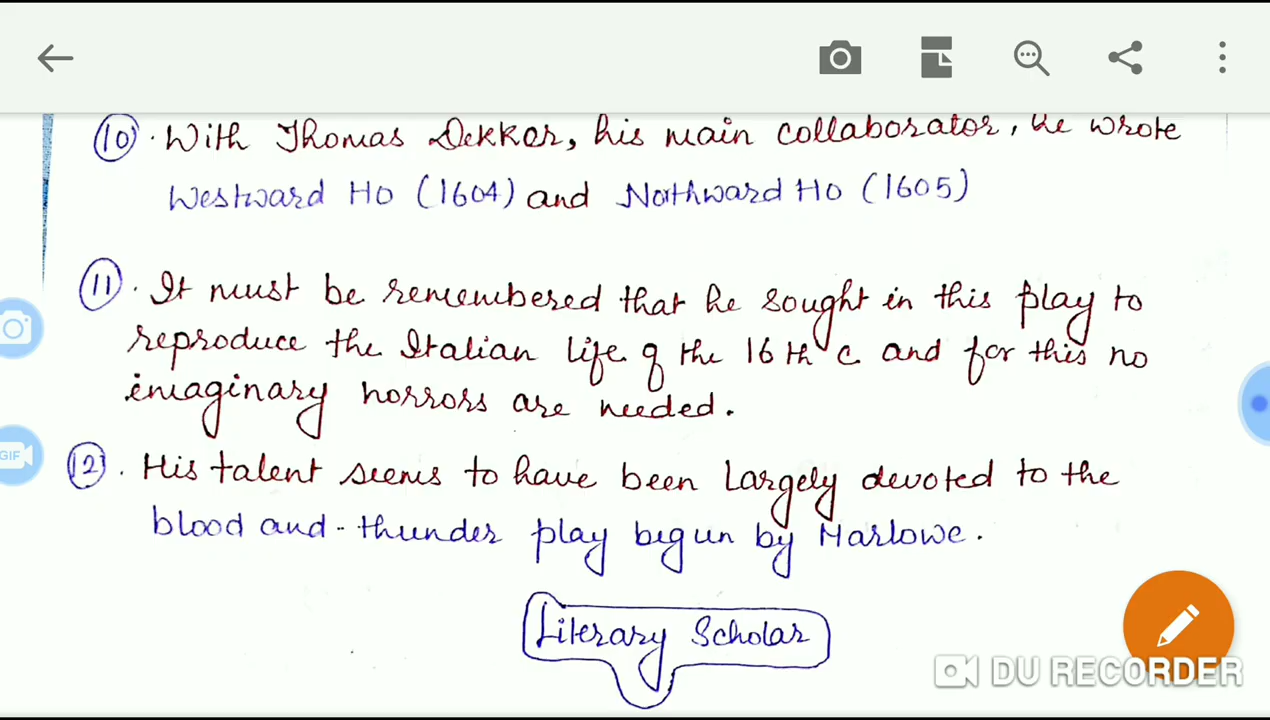 (10). With Thomas Dekker, his main collaborator, he wrote
Westward Ho (1604) and Northward Ho (1605)
(11). It must be remembered that he sought in this play to
reproduce the Italian life of the 16th c and for this no
imaginary horrors are needed.
(12). His talent seems to have been largely devoted to the
blood and-thunder play begun by Marlowe.
Literary Scholar
GIF
DU RECORDER